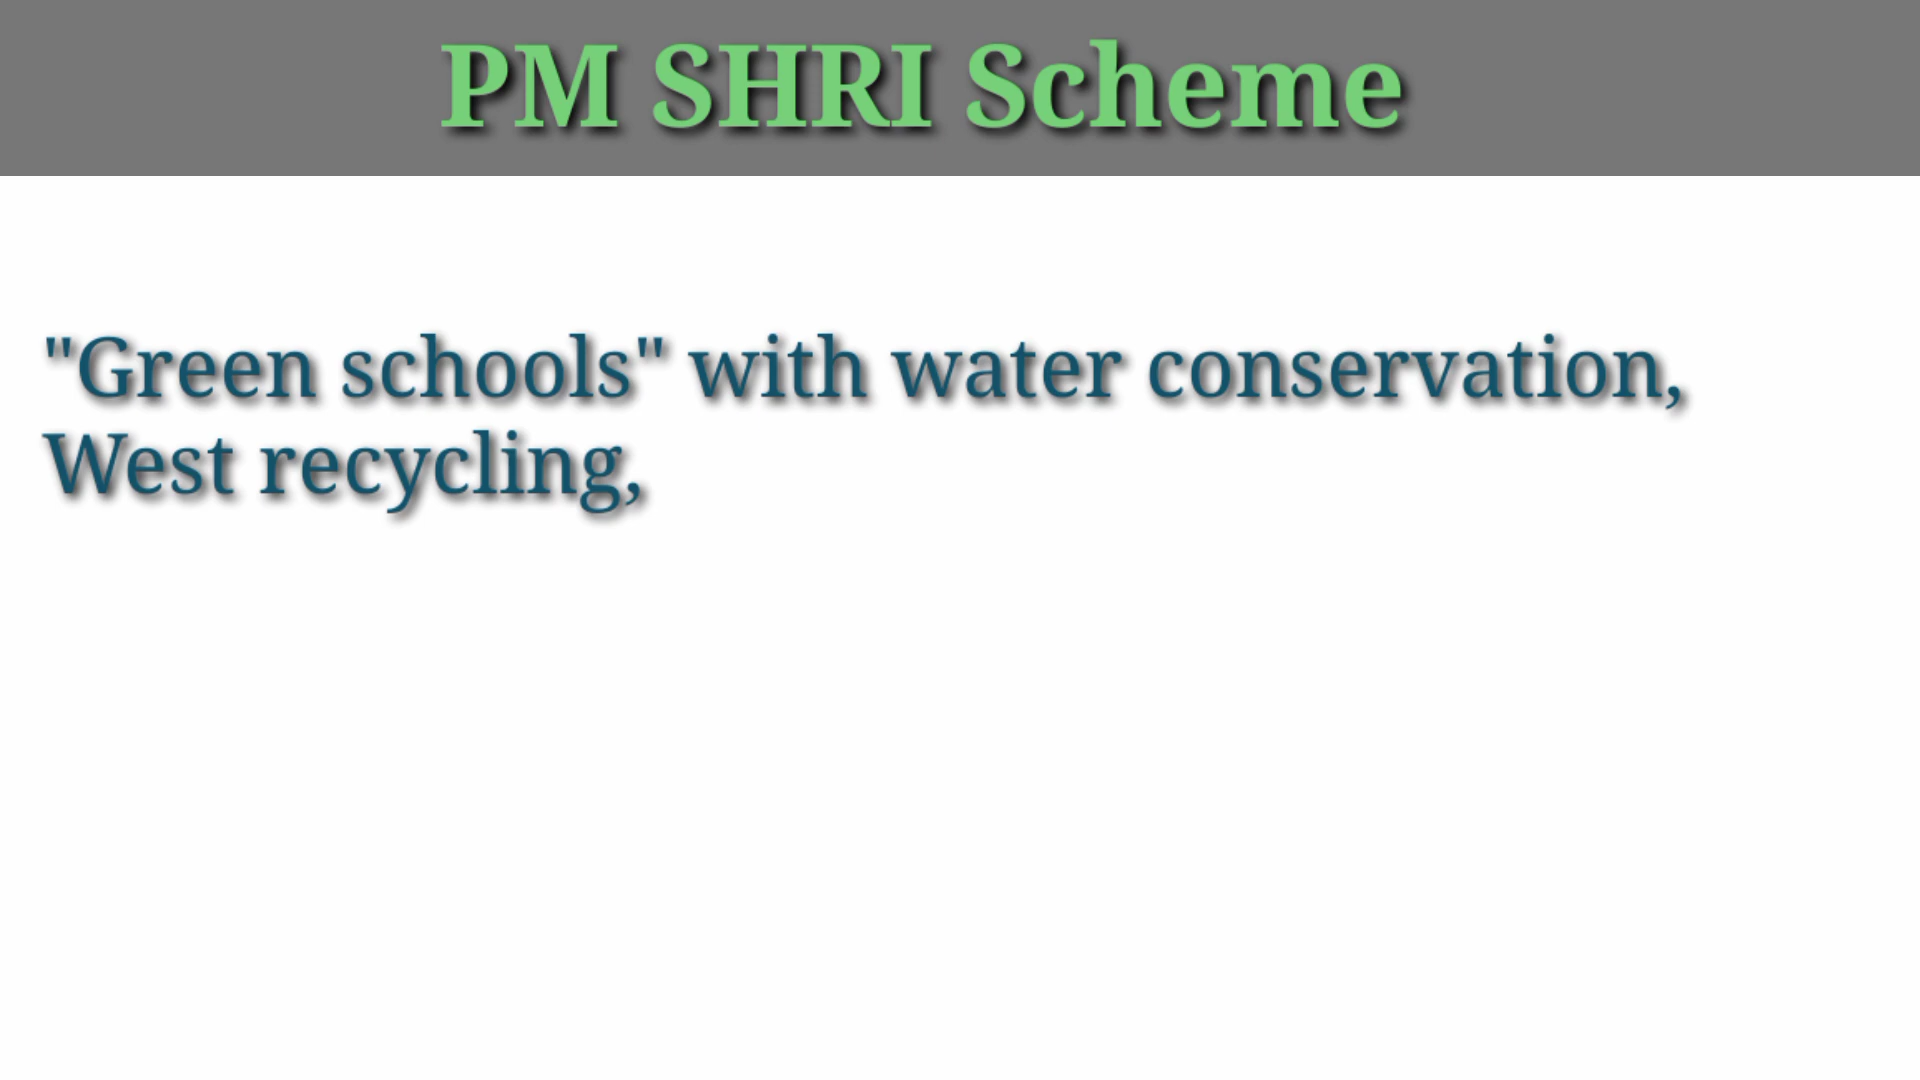 PM SHRI Scheme
"Green schools" with water conservation,
West recycling,